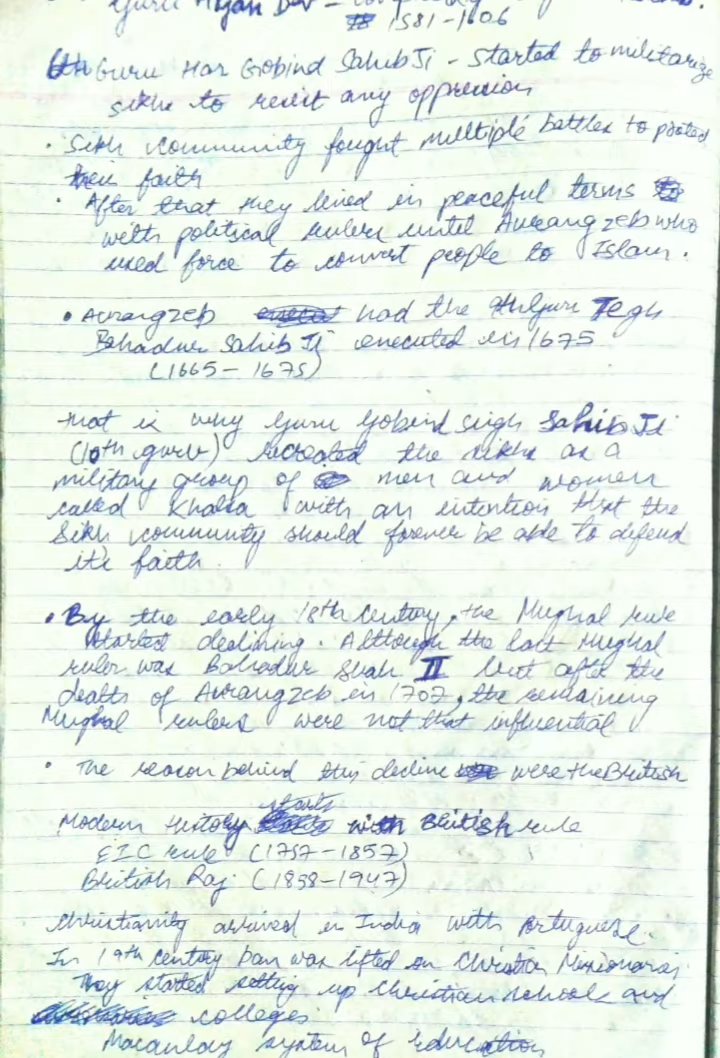 Guru Arjan Dev -
1581-1606
6th Guru Har Gobind Sahib Ji - Started to militarize
sikhs to resist any oppression
• Sikh community fought multiple battles to protect
their faith
• After that they lived in peaceful terms
with political rulers until Aurangzeb who
used force to convert people to Islam.
• Aurangzeb had the 9th guru Tegh
Bahadur Sahib Ji executed in 1675
(1665-1675)
that is why Guru Gobind singh Sahib Ji
(10th guru) recreated the sikhs as a
military group of men and women
called Khalsa with an intention that the
Sikh community should forever be able to defend
its faith.
• By the early 18th Century, the Mughal rule
started declining. Although the last Mughal
ruler was Bahadur Shah II but after the
death of Aurangzeb in 1707, the remaining
Mughal rulers were not that influential
• The reason behind this decline were the British
Modern History starts with British rule
EIC rule (1757-1857)
British Raj (1858-1947)
Christianity arrived in India with Portuguese.
In 19th century ban was lifted on Christian Missionaries
They started setting up Christian school and
colleges.
Macaulay system of education